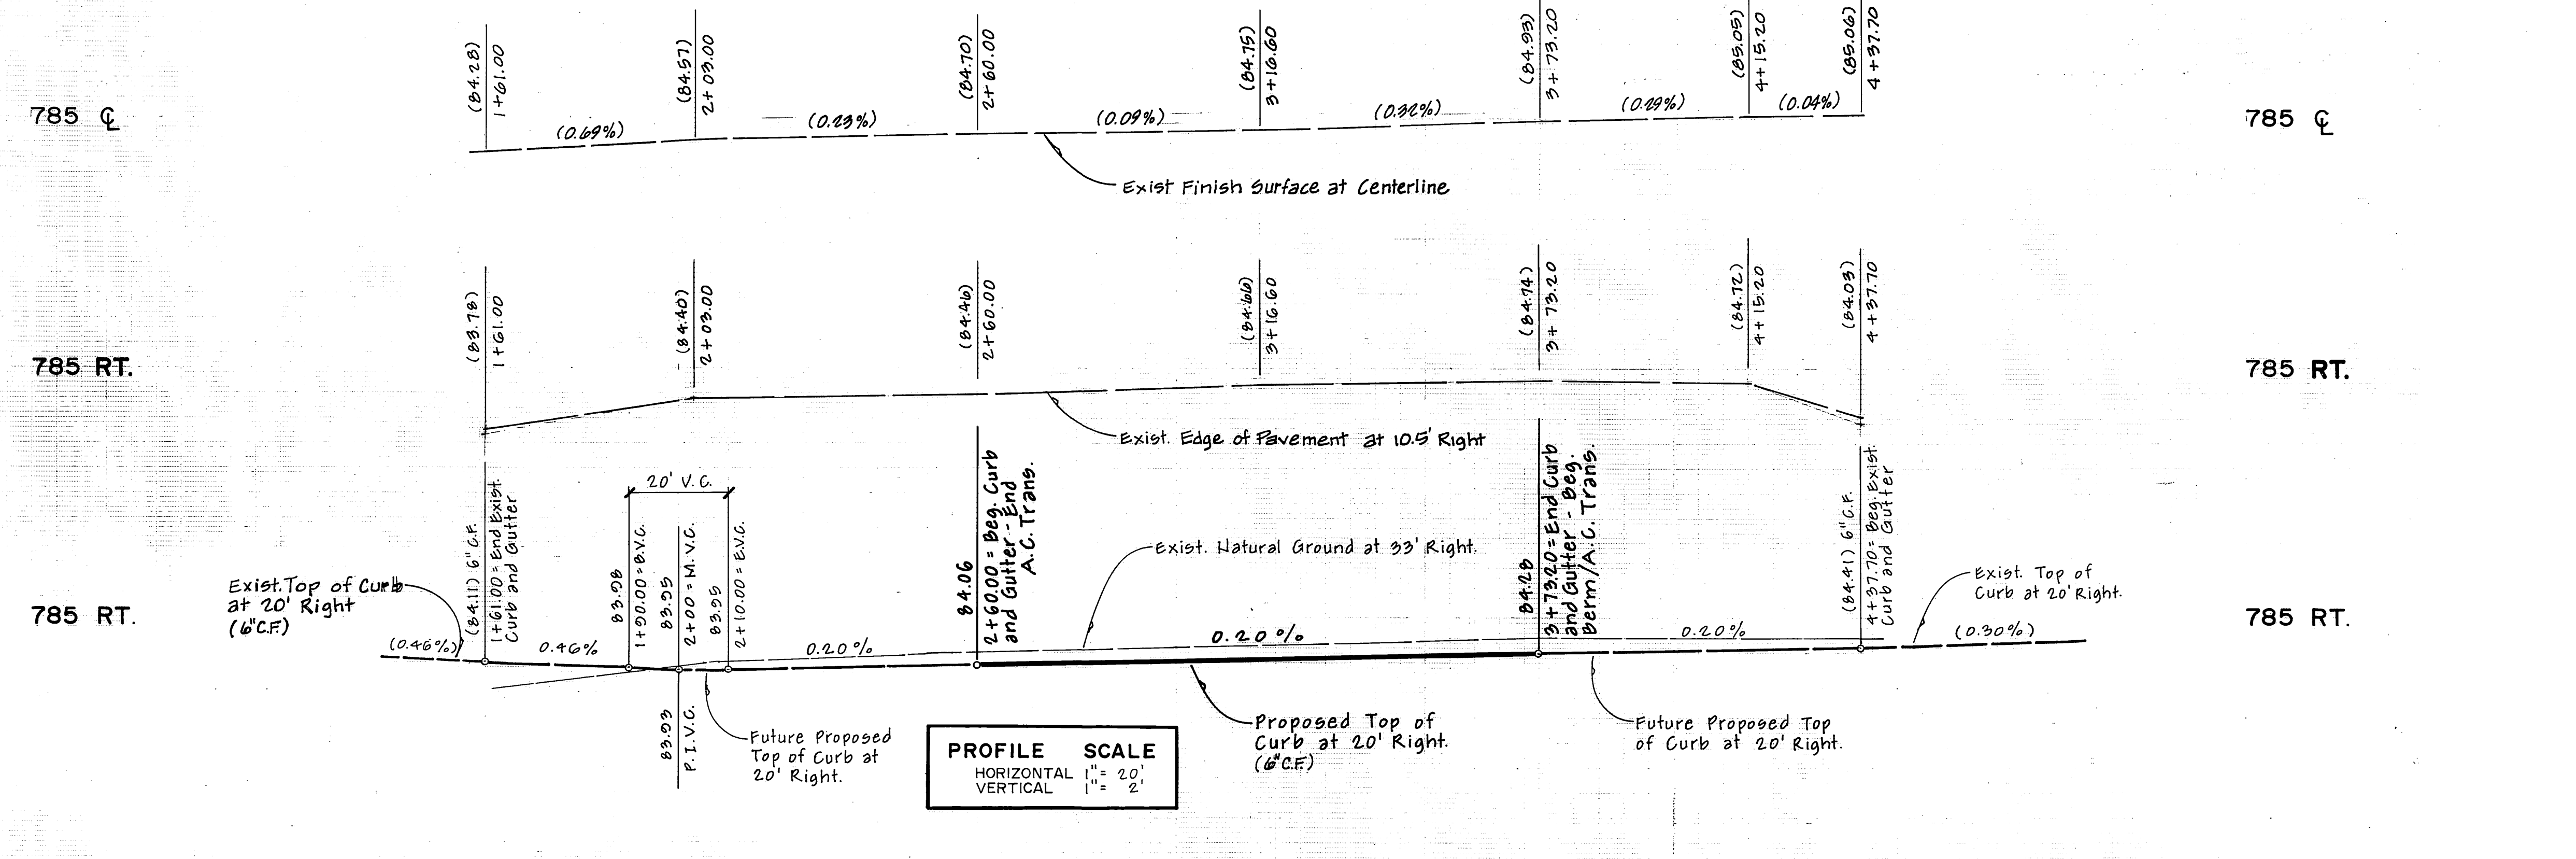 (84.28)
1+61.00
(84.57)
2+03.00
(84.70)
2+60.00
(84.75)
3+16.60
(84.93)
3+73.20
(85.05)
4+15.20
(85.06)
4+37.70
785 ℄
(0.69%)
(0.23%)
(0.09%)
(0.32%)
(0.29%)
(0.04%)
785 ℄
Exist Finish Surface at Centerline
(83.78)
1+61.00
(84.40)
2+03.00
(84.46)
2+60.00
(84.66)
3+16.60
(84.74)
3+73.20
(84.72)
4+15.20
(84.03)
4+37.70
785 RT.
785 RT.
Exist. Edge of Pavement at 10.5' Right
20' V.C.
(84.11) 6" C.F.
1+61.00 = End Exist.
Curb and Gutter
83.98
1+90.00 = B.V.C.
83.95
2+00 = M.V.C.
83.95
2+10.00 = E.V.C.
84.06
2+60.00 = Beg. Curb
and Gutter - End
A.C. Trans.
Exist. Natural Ground at 33' Right.
84.28
3+73.20 = End Curb
and Gutter - Beg.
Berm/A.C. Trans.
(84.41) 6" C.F.
4+37.70 = Beg. Exist.
Curb and Gutter
Exist. Top of Curb
at 20' Right
(6"C.F.)
Exist. Top of
Curb at 20' Right.
785 RT.
785 RT.
(0.46%)
0.46%
0.20%
0.20%
0.20%
(0.30%)
83.93
P.I.V.C.
Future Proposed
Top of Curb at
20' Right.
Proposed Top of
Curb at 20' Right.
(6"C.F.)
Future Proposed Top
of Curb at 20' Right.
PROFILE SCALE
HORIZONTAL 1"= 20'
VERTICAL 1"= 2'